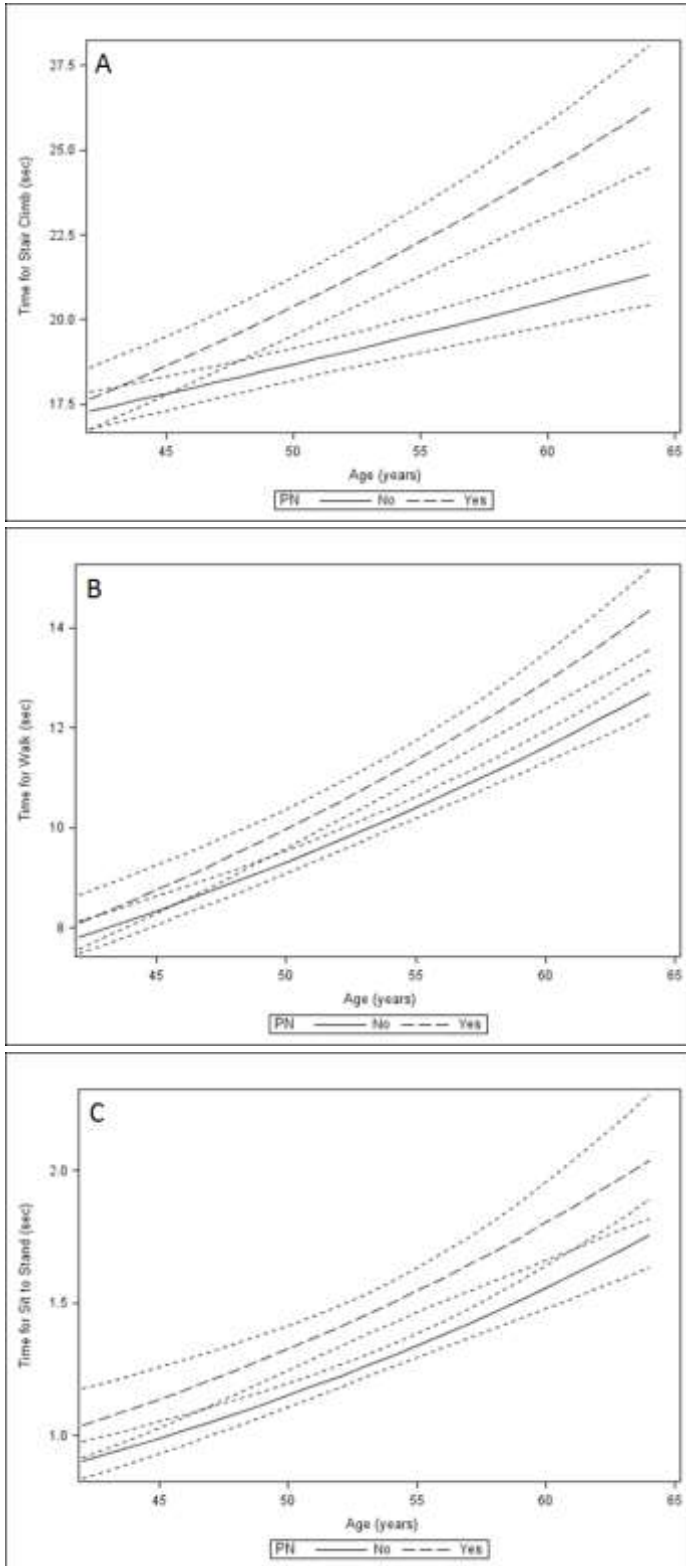 A
27.5
25.0
22.5
20.0
17.5
Time for Stair Climb (sec)
45 50 55 60 65
Age (years)
PN No Yes
B
14
12
10
8
Time for Walk (sec)
45 50 55 60 65
Age (years)
PN No Yes
C
2.0
1.5
1.0
Time for Sit to Stand (sec)
45 50 55 60 65
Age (years)
PN No Yes